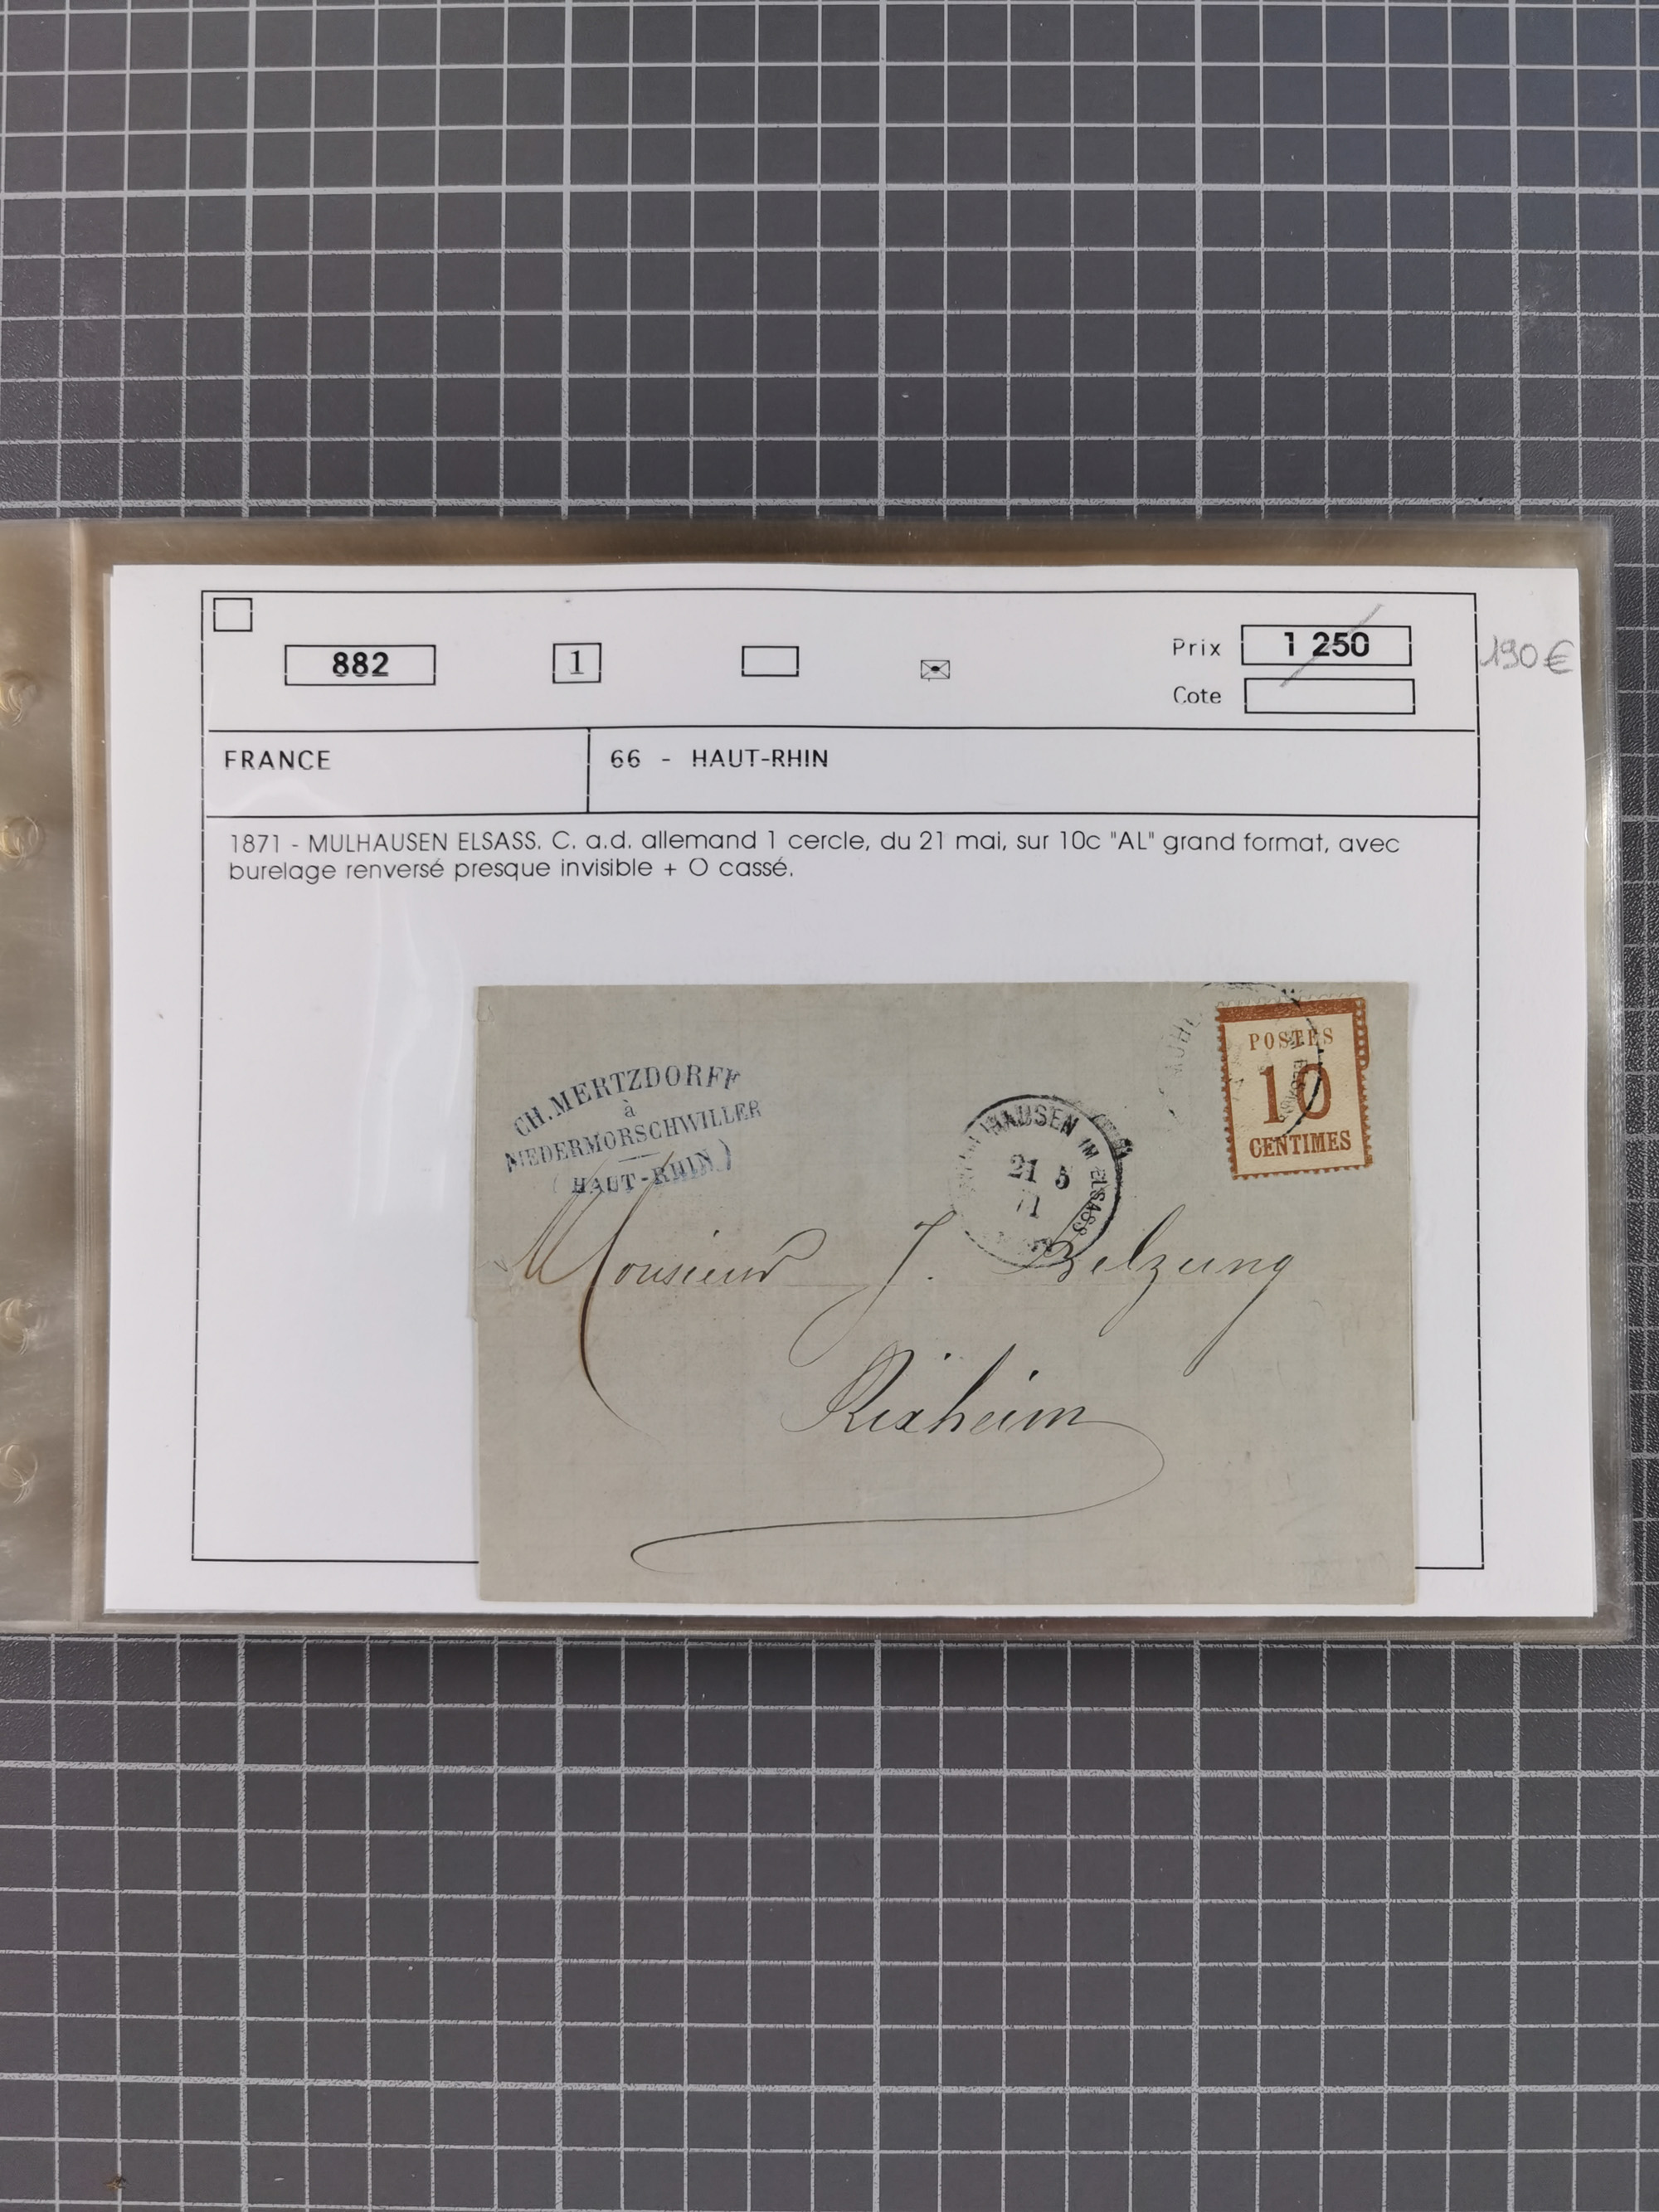 882
1
Prix 1 250
190€
Cote
FRANCE
66 - HAUT-RHIN
1871 - MULHAUSEN ELSASS. C. a.d. allemand 1 cercle, du 21 mai, sur 10c "AL" grand format, avec
burelage renversé presque invisible + O cassé.
CH. MERTZDORFF
à
NIEDERMORSCHWILLER
(HAUT-RHIN)
POSTES
10
CENTIMES
HAUSEN IM ELSASS
21 5
71
Monsieur J. Belzung
Rixheim